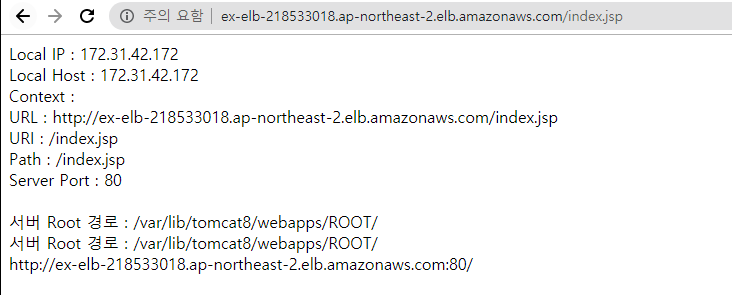 주의 요함 ex-elb-218533018.ap-northeast-2.elb.amazonaws.com/index.jsp
Local IP : 172.31.42.172
Local Host : 172.31.42.172
Context :
URL : http://ex-elb-218533018.ap-northeast-2.elb.amazonaws.com/index.jsp
URI : /index.jsp
Path : /index.jsp
Server Port : 80
서버 Root 경로 : /var/lib/tomcat8/webapps/ROOT/
서버 Root 경로 : /var/lib/tomcat8/webapps/ROOT/
http://ex-elb-218533018.ap-northeast-2.elb.amazonaws.com:80/